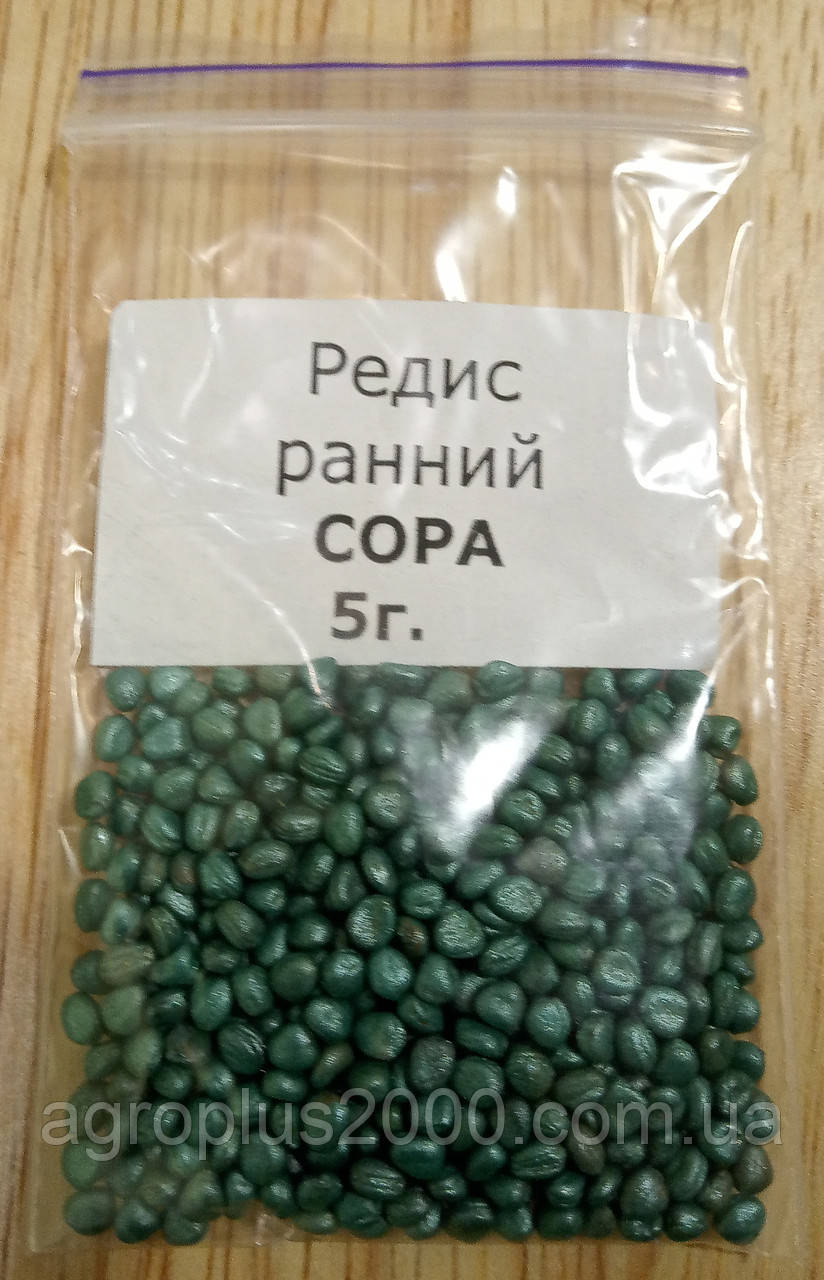 Редис
ранний
СОРА
5г.
agroplus2000.com.ua